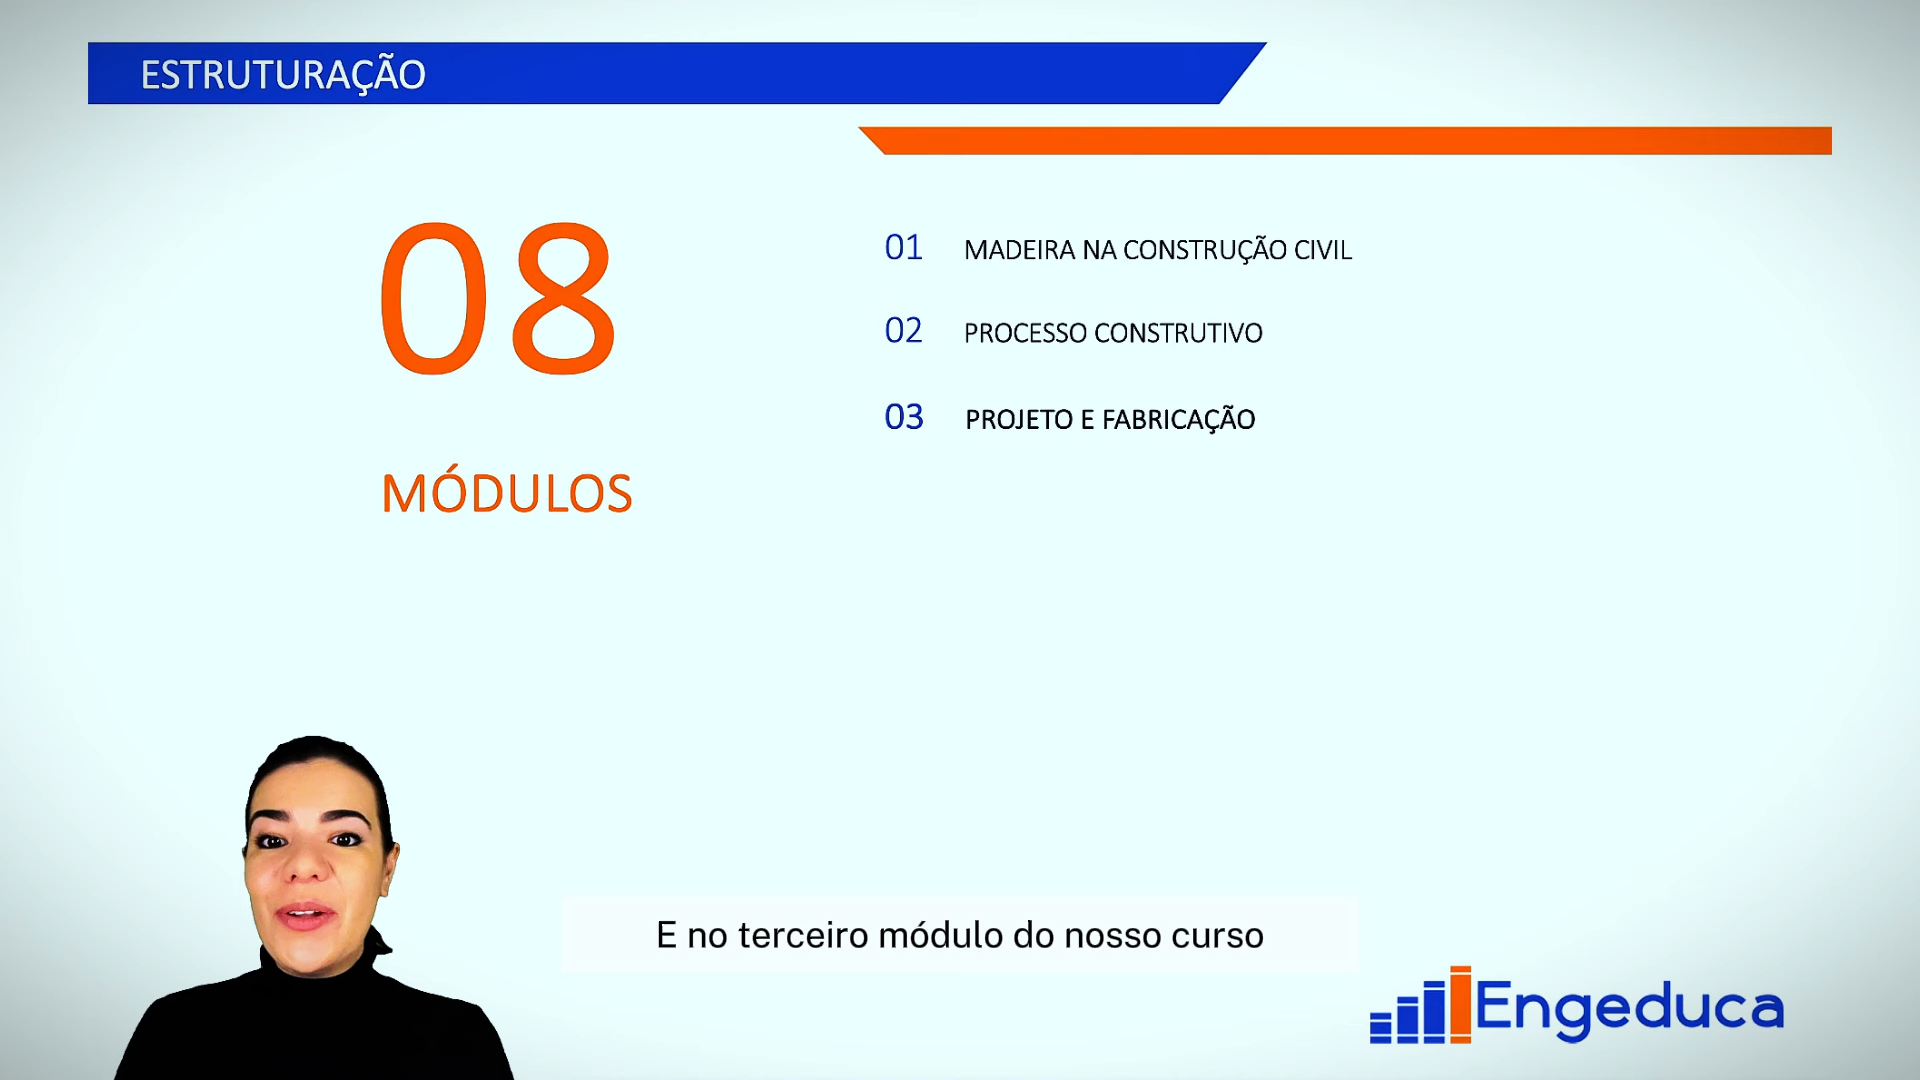 ESTRUTURAÇÃO
08
MÓDULOS
01 MADEIRA NA CONSTRUÇÃO CIVIL
02 PROCESSO CONSTRUTIVO
03 PROJETO E FABRICAÇÃO
E no terceiro módulo do nosso curso
Engeduca